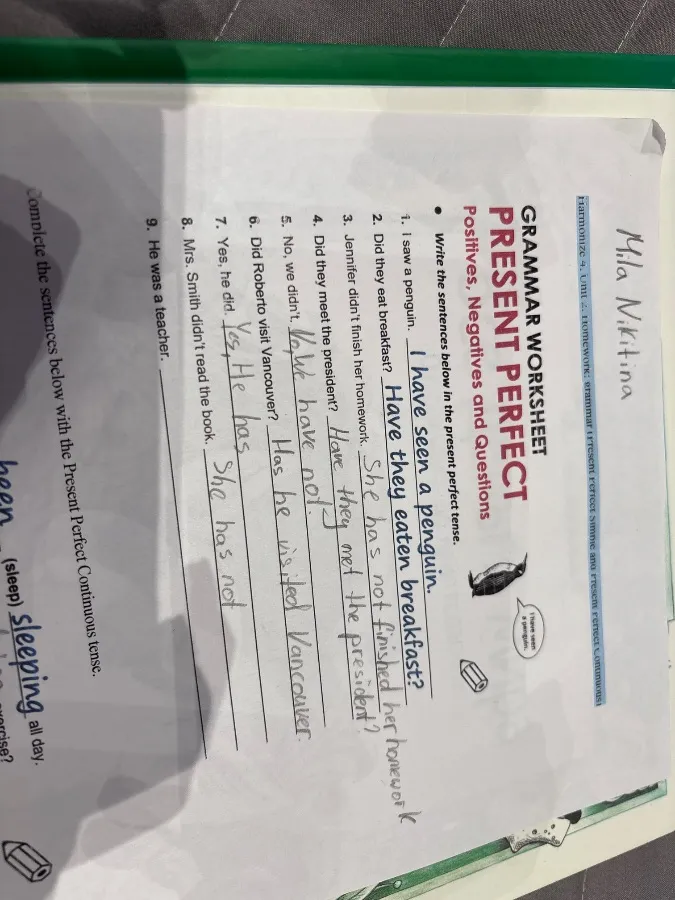 Mila Nikitina
Harmonize 4. Unit 2. Homework: grammar (Present Perfect Simple and Present Perfect Continuous)
GRAMMAR WORKSHEET
PRESENT PERFECT
Positives, Negatives and Questions
I have seen
a penguin.
• Write the sentences below in the present perfect tense.
1. I saw a penguin. I have seen a penguin.
2. Did they eat breakfast? Have they eaten breakfast?
3. Jennifer didn't finish her homework. She has not finished her homework
4. Did they meet the president? Have they met the president?
5. No, we didn't. No, We have not
6. Did Roberto visit Vancouver? Has he visited Vancouver.
7. Yes, he did. Yes, He has
8. Mrs. Smith didn't read the book. She has not
9. He was a teacher.
Complete the sentences below with the Present Perfect Continuous tense.
been (sleep) sleeping all day.
exercise?